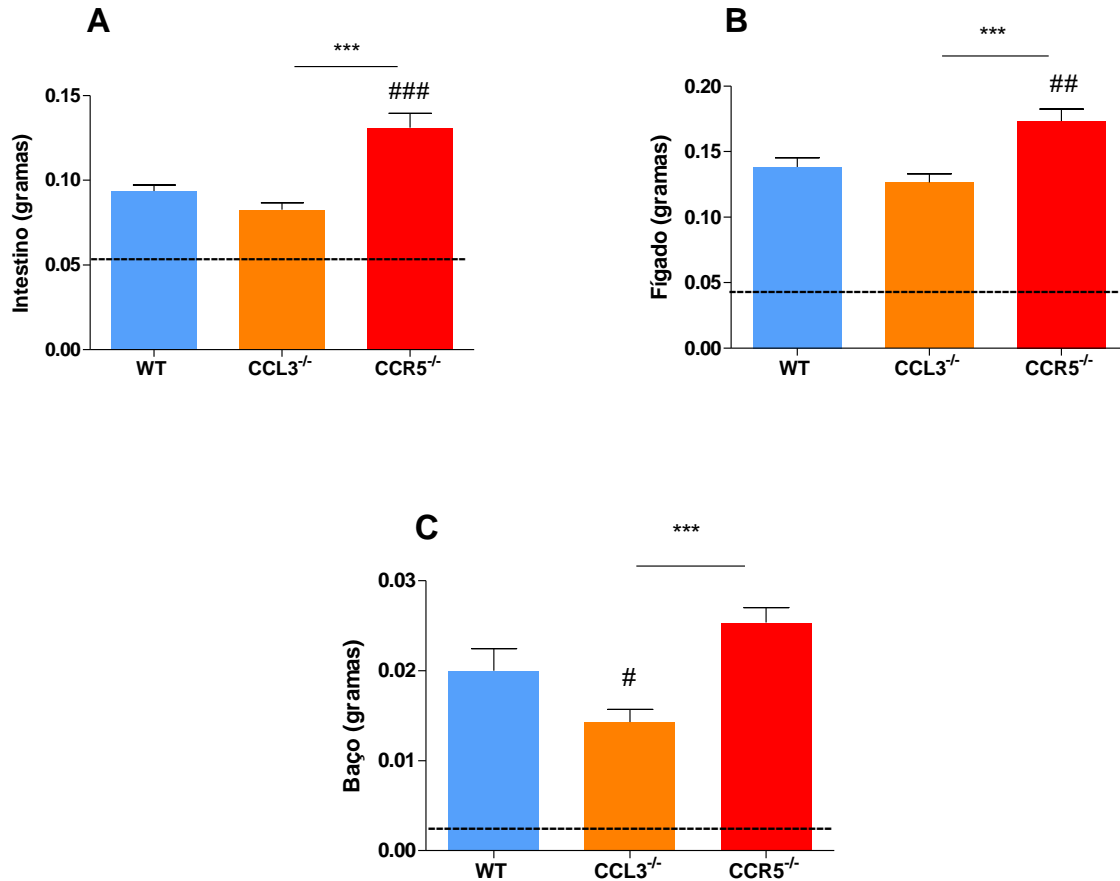 A
***
###
Intestino (gramas)
0.15
0.10
0.05
0.00
WT
CCL3-/-
CCR5-/-
B
***
##
Fígado (gramas)
0.20
0.15
0.10
0.05
0.00
WT
CCL3-/-
CCR5-/-
C
***
#
Baço (gramas)
0.03
0.02
0.01
0.00
WT
CCL3-/-
CCR5-/-